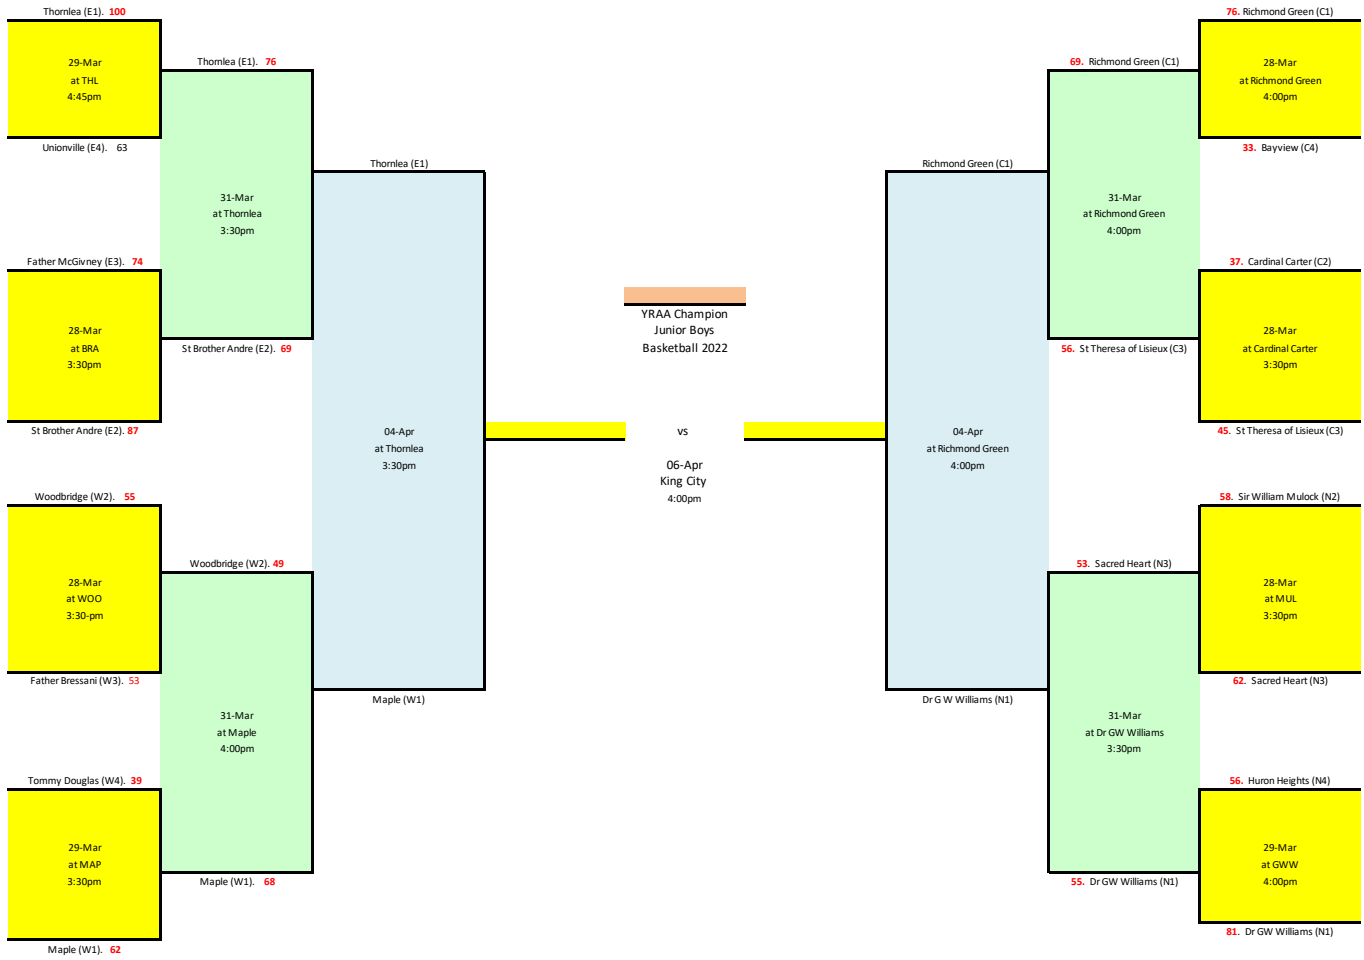 Thornlea (E1). 100
29-Mar
at THL
4:45pm
Unionville (E4). 63
Father McGivney (E3). 74
28-Mar
at BRA
3:30pm
St Brother Andre (E2). 87
Woodbridge (W2). 55
28-Mar
at WOO
3:30-pm
Father Bressani (W3). 53
Tommy Douglas (W4). 39
29-Mar
at MAP
3:30pm
Maple (W1). 62
Thornlea (E1). 76
31-Mar
at Thornlea
3:30pm
St Brother Andre (E2). 69
Woodbridge (W2). 49
31-Mar
at Maple
4:00pm
Maple (W1). 68
Thornlea (E1)
04-Apr
at Thornlea
3:30pm
Maple (W1)
YRAA Champion
Junior Boys
Basketball 2022
vs
06-Apr
King City
4:00pm
Richmond Green (C1)
04-Apr
at Richmond Green
4:00pm
Dr G W Williams (N1)
69. Richmond Green (C1)
31-Mar
at Richmond Green
4:00pm
56. St Theresa of Lisieux (C3)
53. Sacred Heart (N3)
31-Mar
at Dr GW Williams
3:30pm
55. Dr GW Williams (N1)
76. Richmond Green (C1)
28-Mar
at Richmond Green
4:00pm
33. Bayview (C4)
37. Cardinal Carter (C2)
28-Mar
at Cardinal Carter
3:30pm
45. St Theresa of Lisieux (C3)
58. Sir William Mulock (N2)
28-Mar
at MUL
3:30pm
62. Sacred Heart (N3)
56. Huron Heights (N4)
29-Mar
at GWW
4:00pm
81. Dr GW Williams (N1)